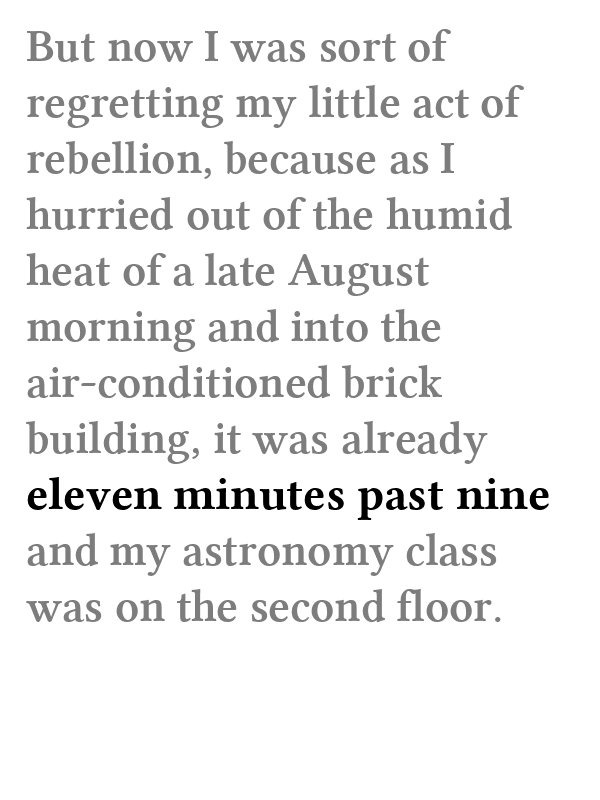 But now I was sort of
regretting my little act of
rebellion, because as I
hurried out of the humid
heat of a late August
morning and into the
air-conditioned brick
building, it was already
eleven minutes past nine
and my astronomy class
was on the second floor.